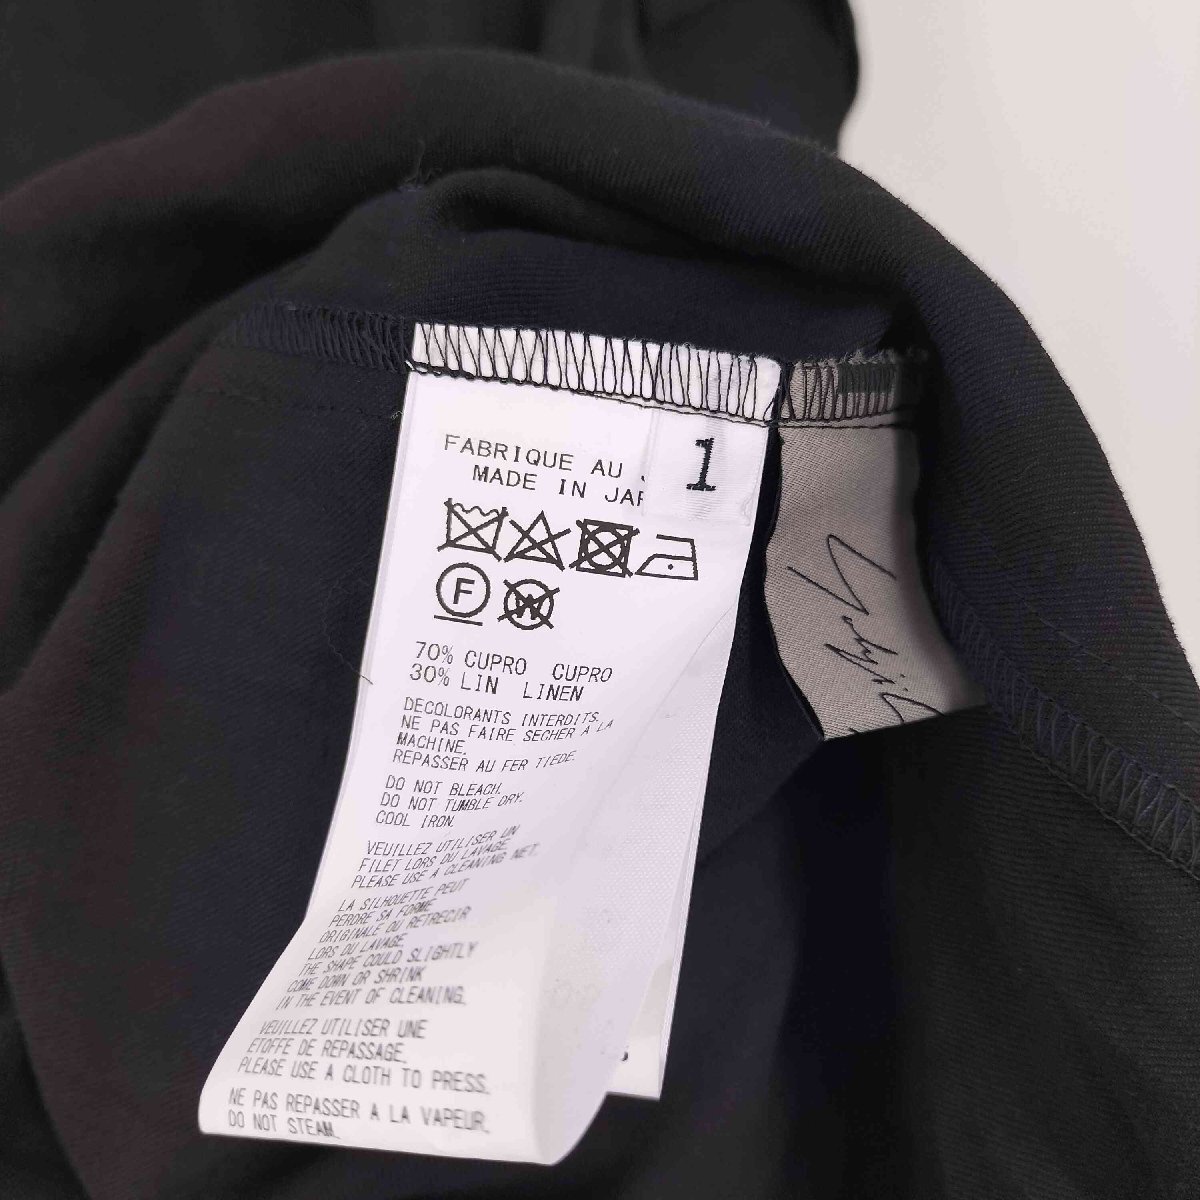 FABRIQUE AU
1
MADE IN
F
W
70% CUPRO CUPRO
30% LIN LINEN
DECOLORANTS INTERDITS.
NE PAS FAIRE SECHER A LA
MACHINE.
REPASSER AU FER TIEDE.
DO NOT BLEACH.
DO NOT TUMBLE DRY.
COOL IRON.
VEUILLEZ UTILISER UN
FILET LORS DU LAVAGE.
PLEASE USE A CLEANING NET.
LA SILHOUETTE PEUT
PERDRE SA FORME
ORIGINALE OU RETRECIR
LORS DU LAVAGE.
THE SHAPE COULD SLIGHTLY
COME DOWN OR SHRINK
IN THE EVENT OF CLEANING.
VEUILLEZ UTILISER UNE
ETOFFE DE REPASSAGE.
PLEASE USE A CLOTH TO PRESS.
NE PAS REPASSER A LA VAPEUR.
DO NOT STEAM.